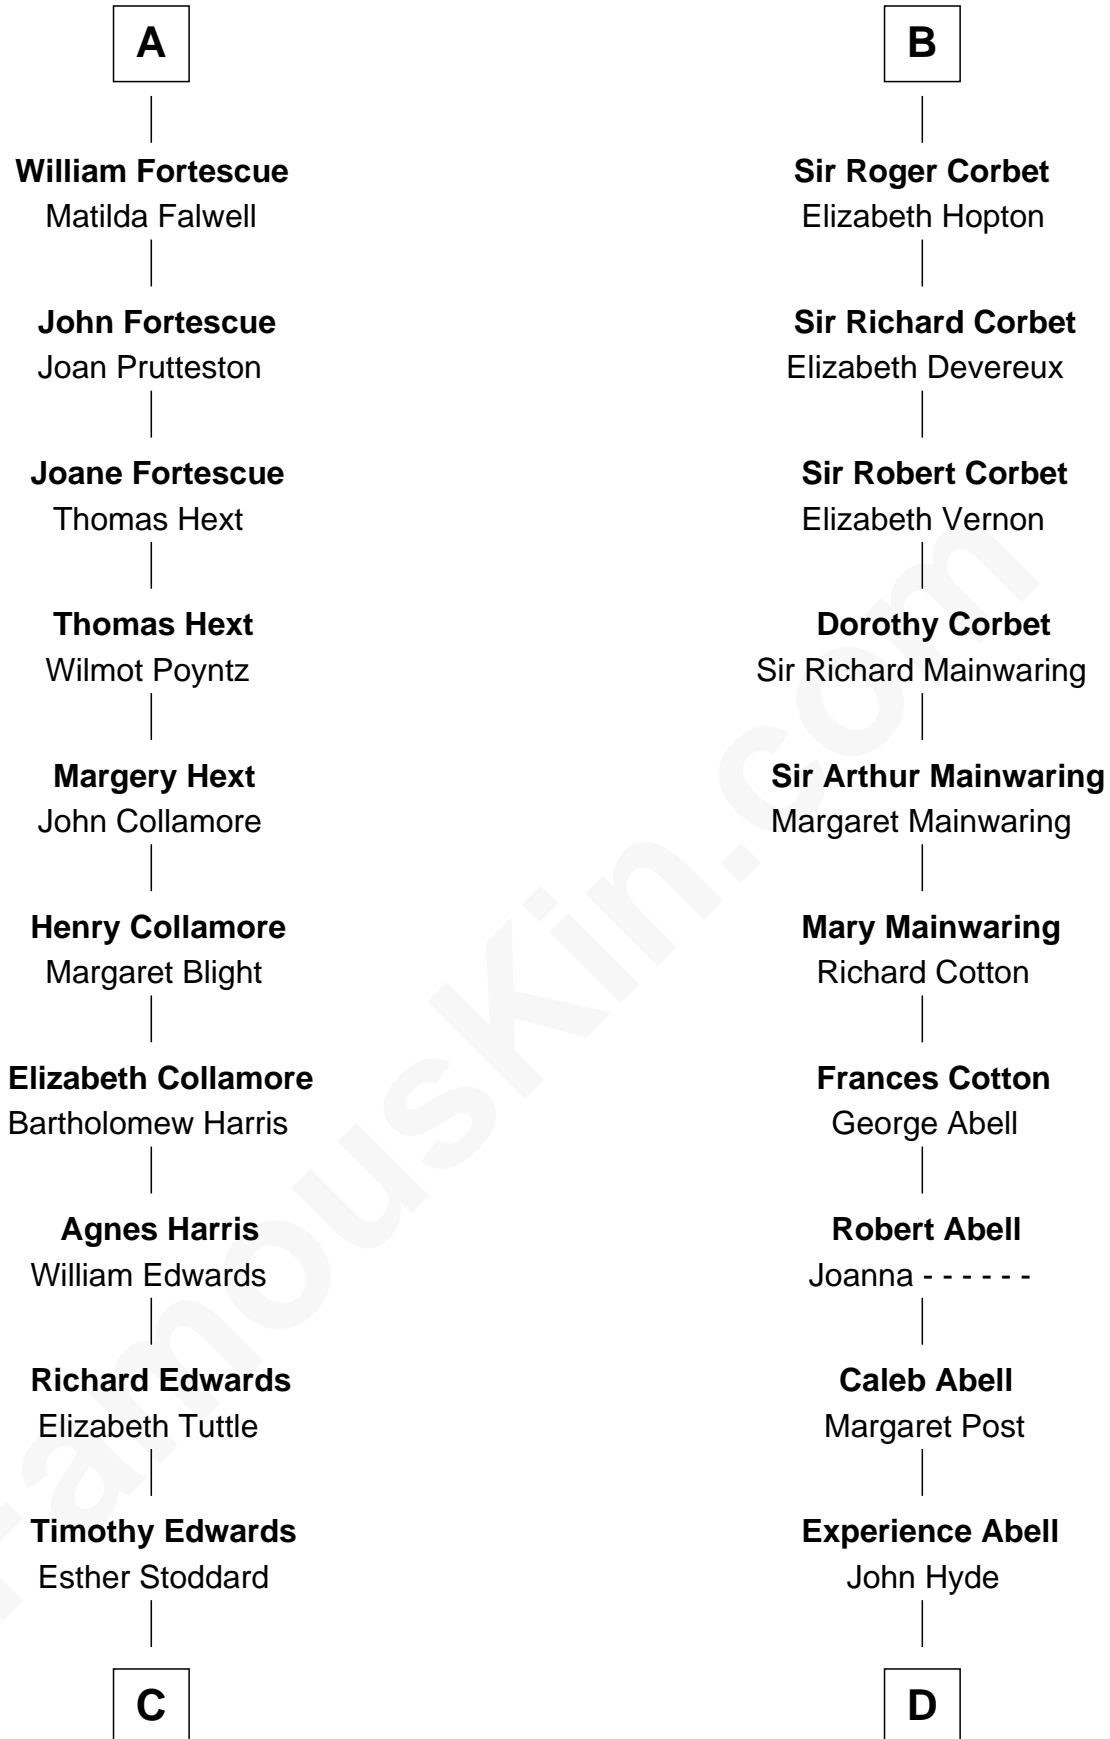 A
William Fortescue
Matilda Falwell
John Fortescue
Joan Prutteston
Joane Fortescue
Thomas Hext
Thomas Hext
Wilmot Poyntz
Margery Hext
John Collamore
Henry Collamore
Margaret Blight
Elizabeth Collamore
Bartholomew Harris
Agnes Harris
William Edwards
Richard Edwards
Elizabeth Tuttle
Timothy Edwards
Esther Stoddard
C
B
Sir Roger Corbet
Elizabeth Hopton
Sir Richard Corbet
Elizabeth Devereux
Sir Robert Corbet
Elizabeth Vernon
Dorothy Corbet
Sir Richard Mainwaring
Sir Arthur Mainwaring
Margaret Mainwaring
Mary Mainwaring
Richard Cotton
Frances Cotton
George Abell
Robert Abell
Joanna - - - - - -
Caleb Abell
Margaret Post
Experience Abell
John Hyde
D
FamousKin.com